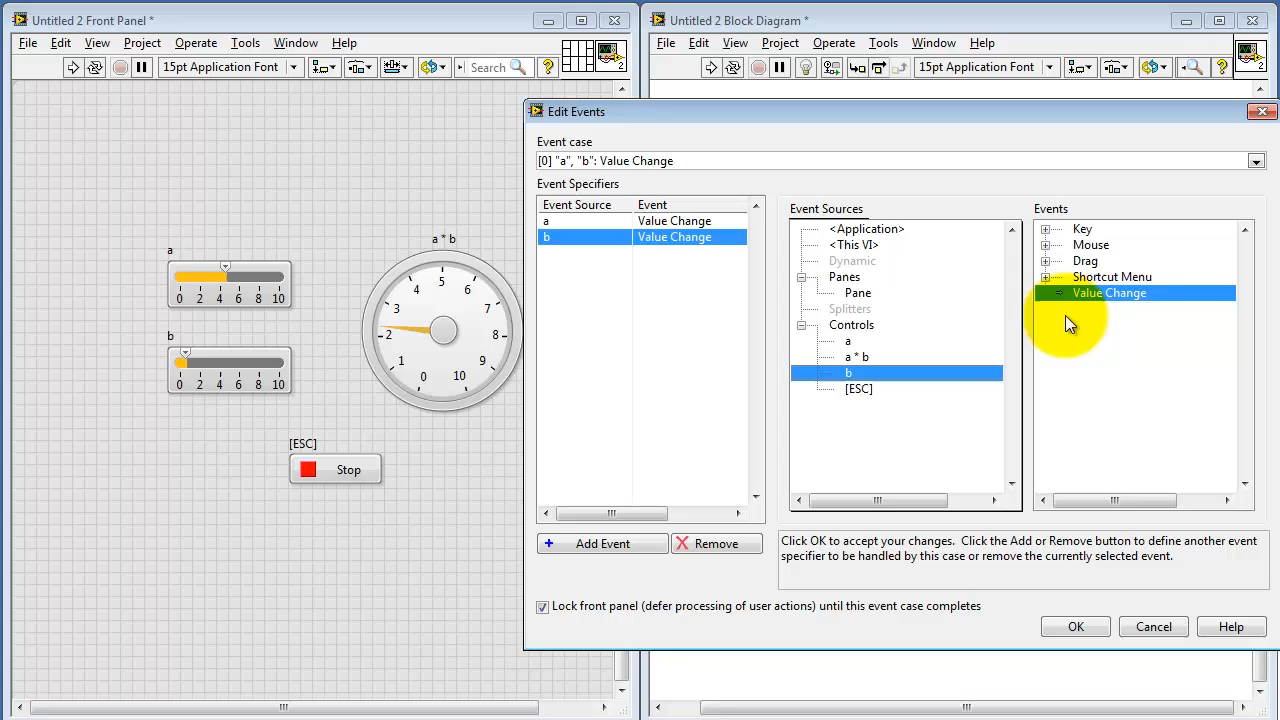 Untitled 2 Front Panel *
File Edit View Project Operate Tools Window Help
15pt Application Font
Search
?
2
a
0 2 4 6 8 10
b
0 2 4 6 8 10
a * b
0 1 2 3 4 5 6 7 8 9 10
[ESC]
Stop
Untitled 2 Block Diagram *
File Edit View Project Operate Tools Window Help
15pt Application Font
?
2
Edit Events
Event case
[0] "a", "b": Value Change
Event Specifiers
Event Source Event
a Value Change
b Value Change
Add Event
Remove
Event Sources
<Application>
<This VI>
Dynamic
Panes
Pane
Splitters
Controls
a
a * b
b
[ESC]
Events
Key
Mouse
Drag
Shortcut Menu
Value Change
Click OK to accept your changes. Click the Add or Remove button to define another event
specifier to be handled by this case or remove the currently selected event.
Lock front panel (defer processing of user actions) until this event case completes
OK
Cancel
Help